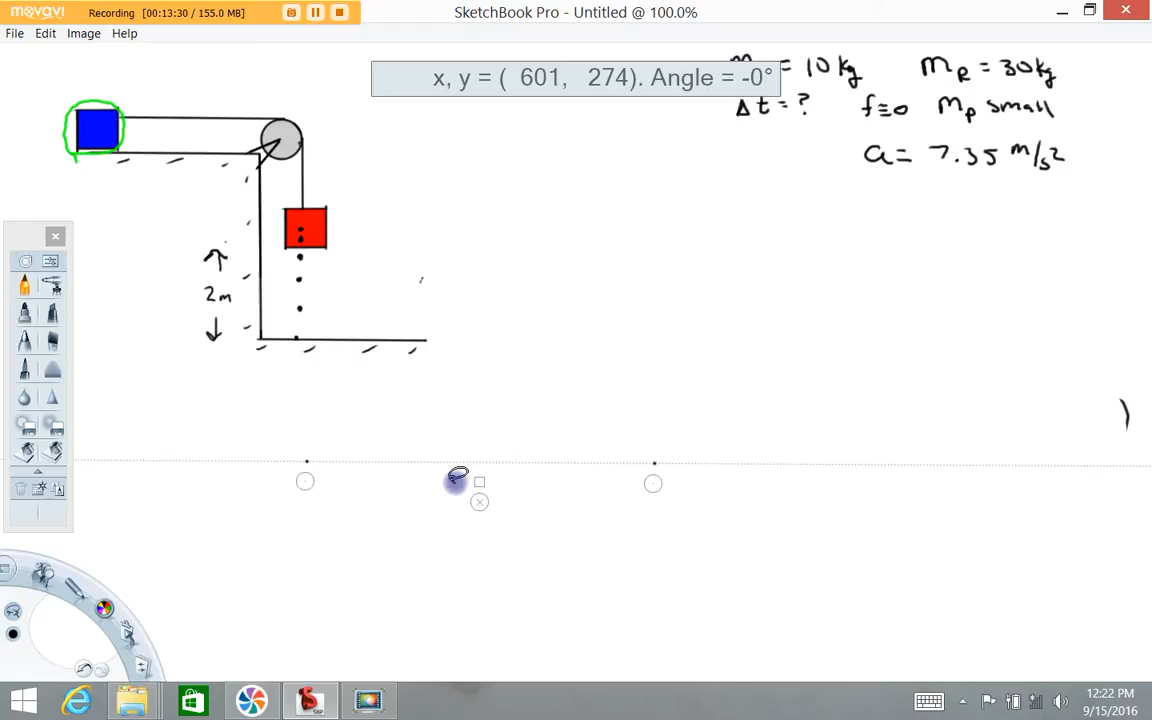 movavi Recording [00:13:30 / 155.0 MB]
SketchBook Pro - Untitled @ 100.0%
File Edit Image Help
x, y = ( 601, 274). Angle = -0°
= 10 kg mR = 30 kg
Δt = ? f≡0 mp small
a = 7.35 m/s2
2m
12:22 PM
9/15/2016